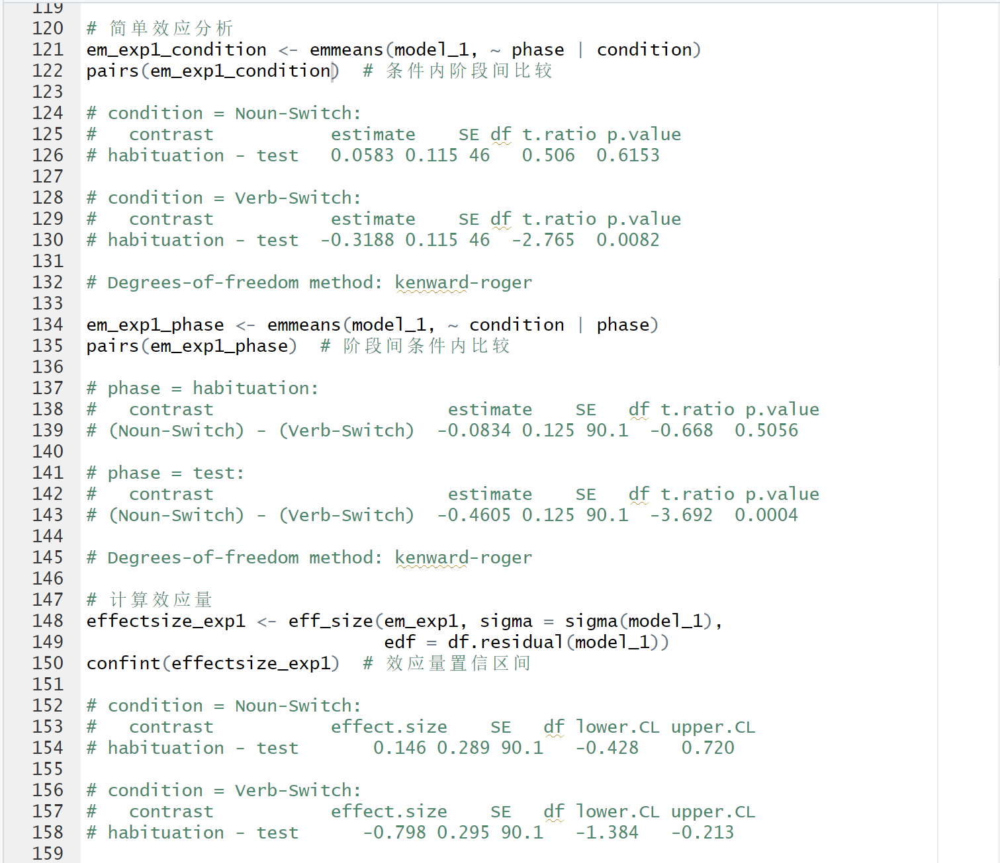 119
120 # 简单效应分析
121 em_exp1_condition <- emmeans(model_1, ~ phase | condition)
122 pairs(em_exp1_condition)  # 条件内阶段间比较
123
124 # condition = Noun-Switch:
125 #   contrast           estimate    SE df t.ratio p.value
126 # habituation - test   0.0583 0.115 46   0.506  0.6153
127
128 # condition = Verb-Switch:
129 #   contrast           estimate    SE df t.ratio p.value
130 # habituation - test  -0.3188 0.115 46  -2.765  0.0082
131
132 # Degrees-of-freedom method: kenward-roger
133
134 em_exp1_phase <- emmeans(model_1, ~ condition | phase)
135 pairs(em_exp1_phase)  # 阶段间条件内比较
136
137 # phase = habituation:
138 #   contrast                      estimate    SE   df t.ratio p.value
139 # (Noun-Switch) - (Verb-Switch)  -0.0834 0.125 90.1  -0.668  0.5056
140
141 # phase = test:
142 #   contrast                      estimate    SE   df t.ratio p.value
143 # (Noun-Switch) - (Verb-Switch)  -0.4605 0.125 90.1  -3.692  0.0004
144
145 # Degrees-of-freedom method: kenward-roger
146
147 # 计算效应量
148 effectsize_exp1 <- eff_size(em_exp1, sigma = sigma(model_1),
149                             edf = df.residual(model_1))
150 confint(effectsize_exp1)  # 效应量置信区间
151
152 # condition = Noun-Switch:
153 #   contrast           effect.size    SE   df lower.CL upper.CL
154 # habituation - test       0.146 0.289 90.1   -0.428    0.720
155
156 # condition = Verb-Switch:
157 #   contrast           effect.size    SE   df lower.CL upper.CL
158 # habituation - test      -0.798 0.295 90.1   -1.384   -0.213
159